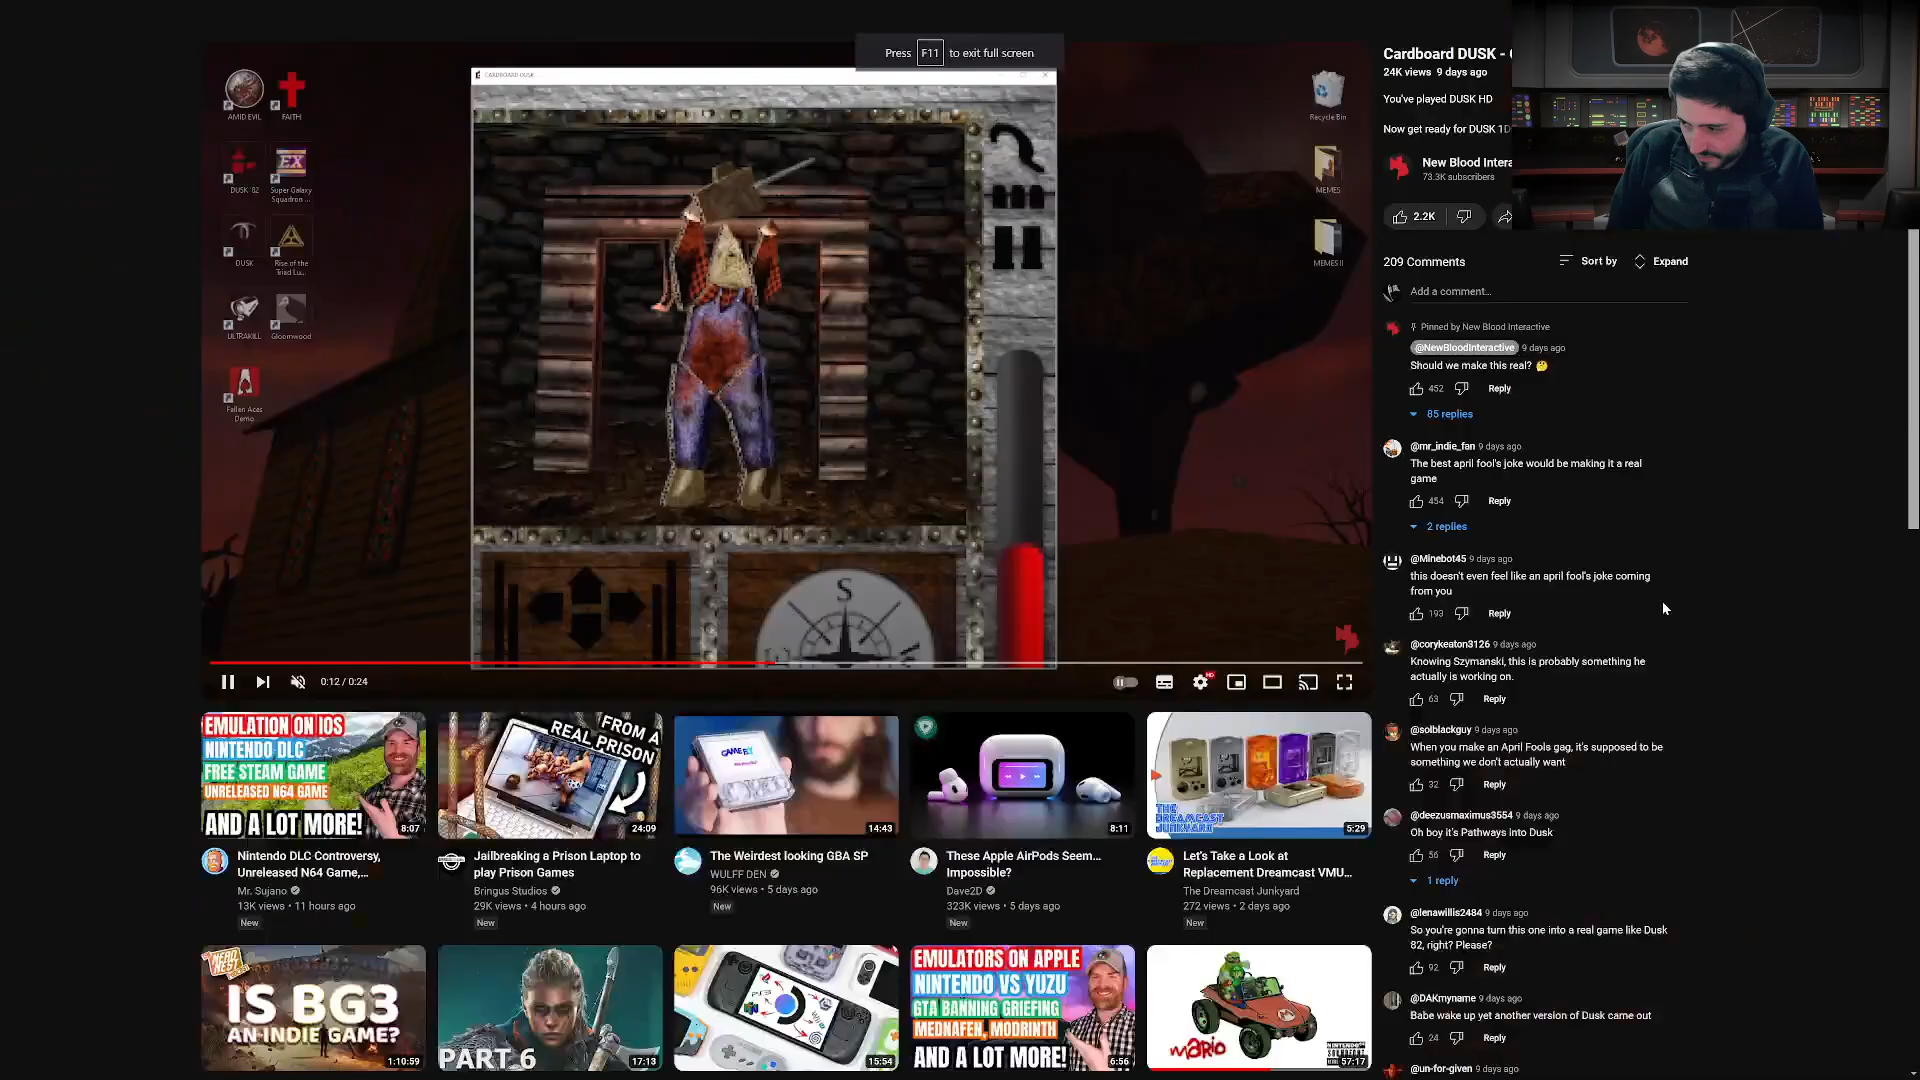 Press F11 to exit full screen
CARDBOARD DUSK
AMID EVIL
FAITH
DUSK '82
EX
Super Galaxy
Squadron ...
DUSK
Rise of the
Triad Lu...
ULTRAKILL
Gloomwood
Fallen Aces
Demo
Recycle Bin
MEMES
MEMES II
S
0:12 / 0:24
HD
Cardboard DUSK -
24K views 9 days ago
You've played DUSK HD
Now get ready for DUSK 1D
New Blood Intera
73.3K subscribers
2.2K
209 Comments
Sort by
Expand
Add a comment...
Pinned by New Blood Interactive
@NewBloodInteractive 9 days ago
Should we make this real? 🤔
452 Reply
85 replies
@mr_indie_fan 9 days ago
The best april fool's joke would be making it a real
game
454 Reply
2 replies
@Minebot45 9 days ago
this doesn't even feel like an april fool's joke coming
from you
193 Reply
@corykeaton3126 9 days ago
Knowing Szymanski, this is probably something he
actually is working on.
63 Reply
@solblackguy 9 days ago
When you make an April Fools gag, it's supposed to be
something we don't actually want
32 Reply
@deezusmaximus3554 9 days ago
Oh boy it's Pathways into Dusk
56 Reply
1 reply
@lenawillis2484 9 days ago
So you're gonna turn this one into a real game like Dusk
82, right? Please?
92 Reply
@DAKmyname 9 days ago
Babe wake up yet another version of Dusk came out
24 Reply
@un-for-given 9 days ago
EMULATION ON IOS
NINTENDO DLC
FREE STEAM GAME
UNRELEASED N64 GAME
AND A LOT MORE!
8:07
Nintendo DLC Controversy,
Unreleased N64 Game,...
Mr. Sujano
13K views • 11 hours ago
New
FROM A
REAL PRISON
24:09
Jailbreaking a Prison Laptop to
play Prison Games
Bringus Studios
29K views • 4 hours ago
New
14:43
The Weirdest looking GBA SP
WULFF DEN
96K views • 5 days ago
New
8:11
These Apple AirPods Seem...
Impossible?
Dave2D
323K views • 5 days ago
New
THE
DREAMCAST
JUNKYARD
5:29
Let's Take a Look at
Replacement Dreamcast VMU...
The Dreamcast Junkyard
272 views • 2 days ago
New
NERD
NEST
IS BG3
AN INDIE GAME?
1:10:59
PART 6
17:13
15:54
EMULATORS ON APPLE
NINTENDO VS YUZU
GTA BANNING GRIEFING
MEDNAFEN, MODRINTH
AND A LOT MORE!
6:56
MARIO
57:17